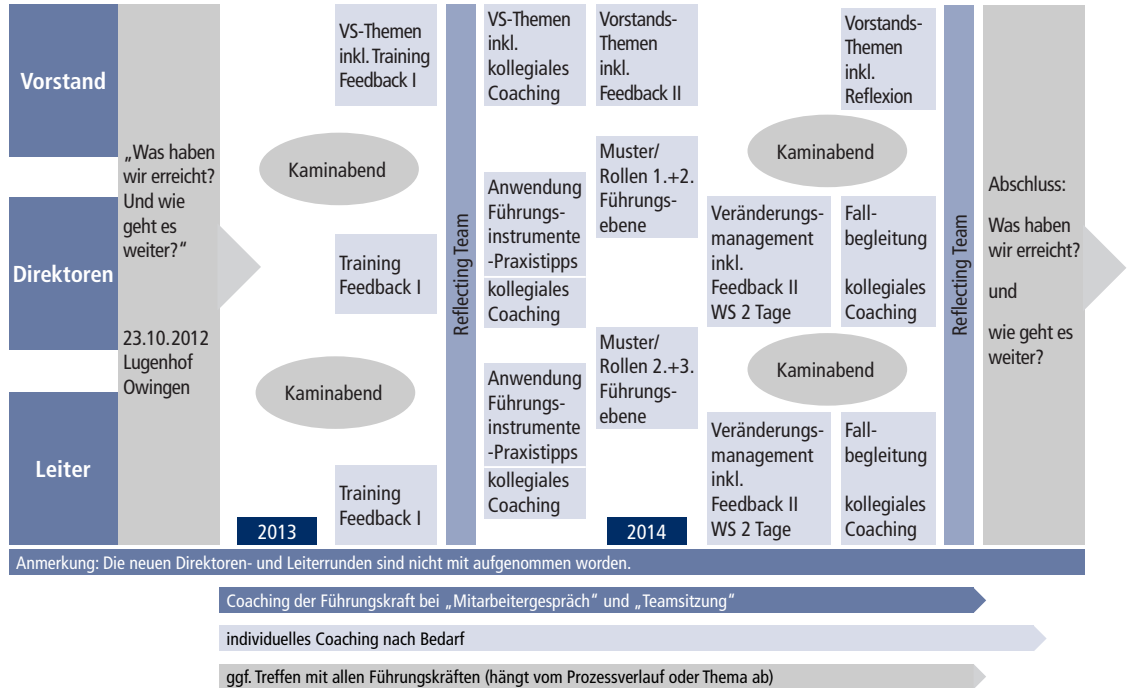 Vorstand
Direktoren
Leiter
„Was haben
wir erreicht?
Und wie
geht es
weiter?“
23.10.2012
Lugenhof
Owingen
Kaminabend
Kaminabend
2013
VS-Themen
inkl. Training
Feedback I
Training
Feedback I
Training
Feedback I
Reflecting Team
VS-Themen
inkl.
kollegiales
Coaching
Anwendung
Führungs-
instrumente
-Praxistipps
kollegiales
Coaching
Anwendung
Führungs-
instrumente
-Praxistipps
kollegiales
Coaching
Vorstands-
Themen
inkl.
Feedback II
Muster/
Rollen 1.+2.
Führungs-
ebene
Muster/
Rollen 2.+3.
Führungs-
ebene
2014
Kaminabend
Veränderungs-
management
inkl.
Feedback II
WS 2 Tage
Kaminabend
Veränderungs-
management
inkl.
Feedback II
WS 2 Tage
Vorstands-
Themen
inkl.
Reflexion
Fall-
begleitung
kollegiales
Coaching
Fall-
begleitung
kollegiales
Coaching
Reflecting Team
Abschluss:
Was haben
wir erreicht?
und
wie geht es
weiter?
Anmerkung: Die neuen Direktoren- und Leiterrunden sind nicht mit aufgenommen worden.
Coaching der Führungskraft bei „Mitarbeitergespräch“ und „Teamsitzung“
individuelles Coaching nach Bedarf
ggf. Treffen mit allen Führungskräften (hängt vom Prozessverlauf oder Thema ab)